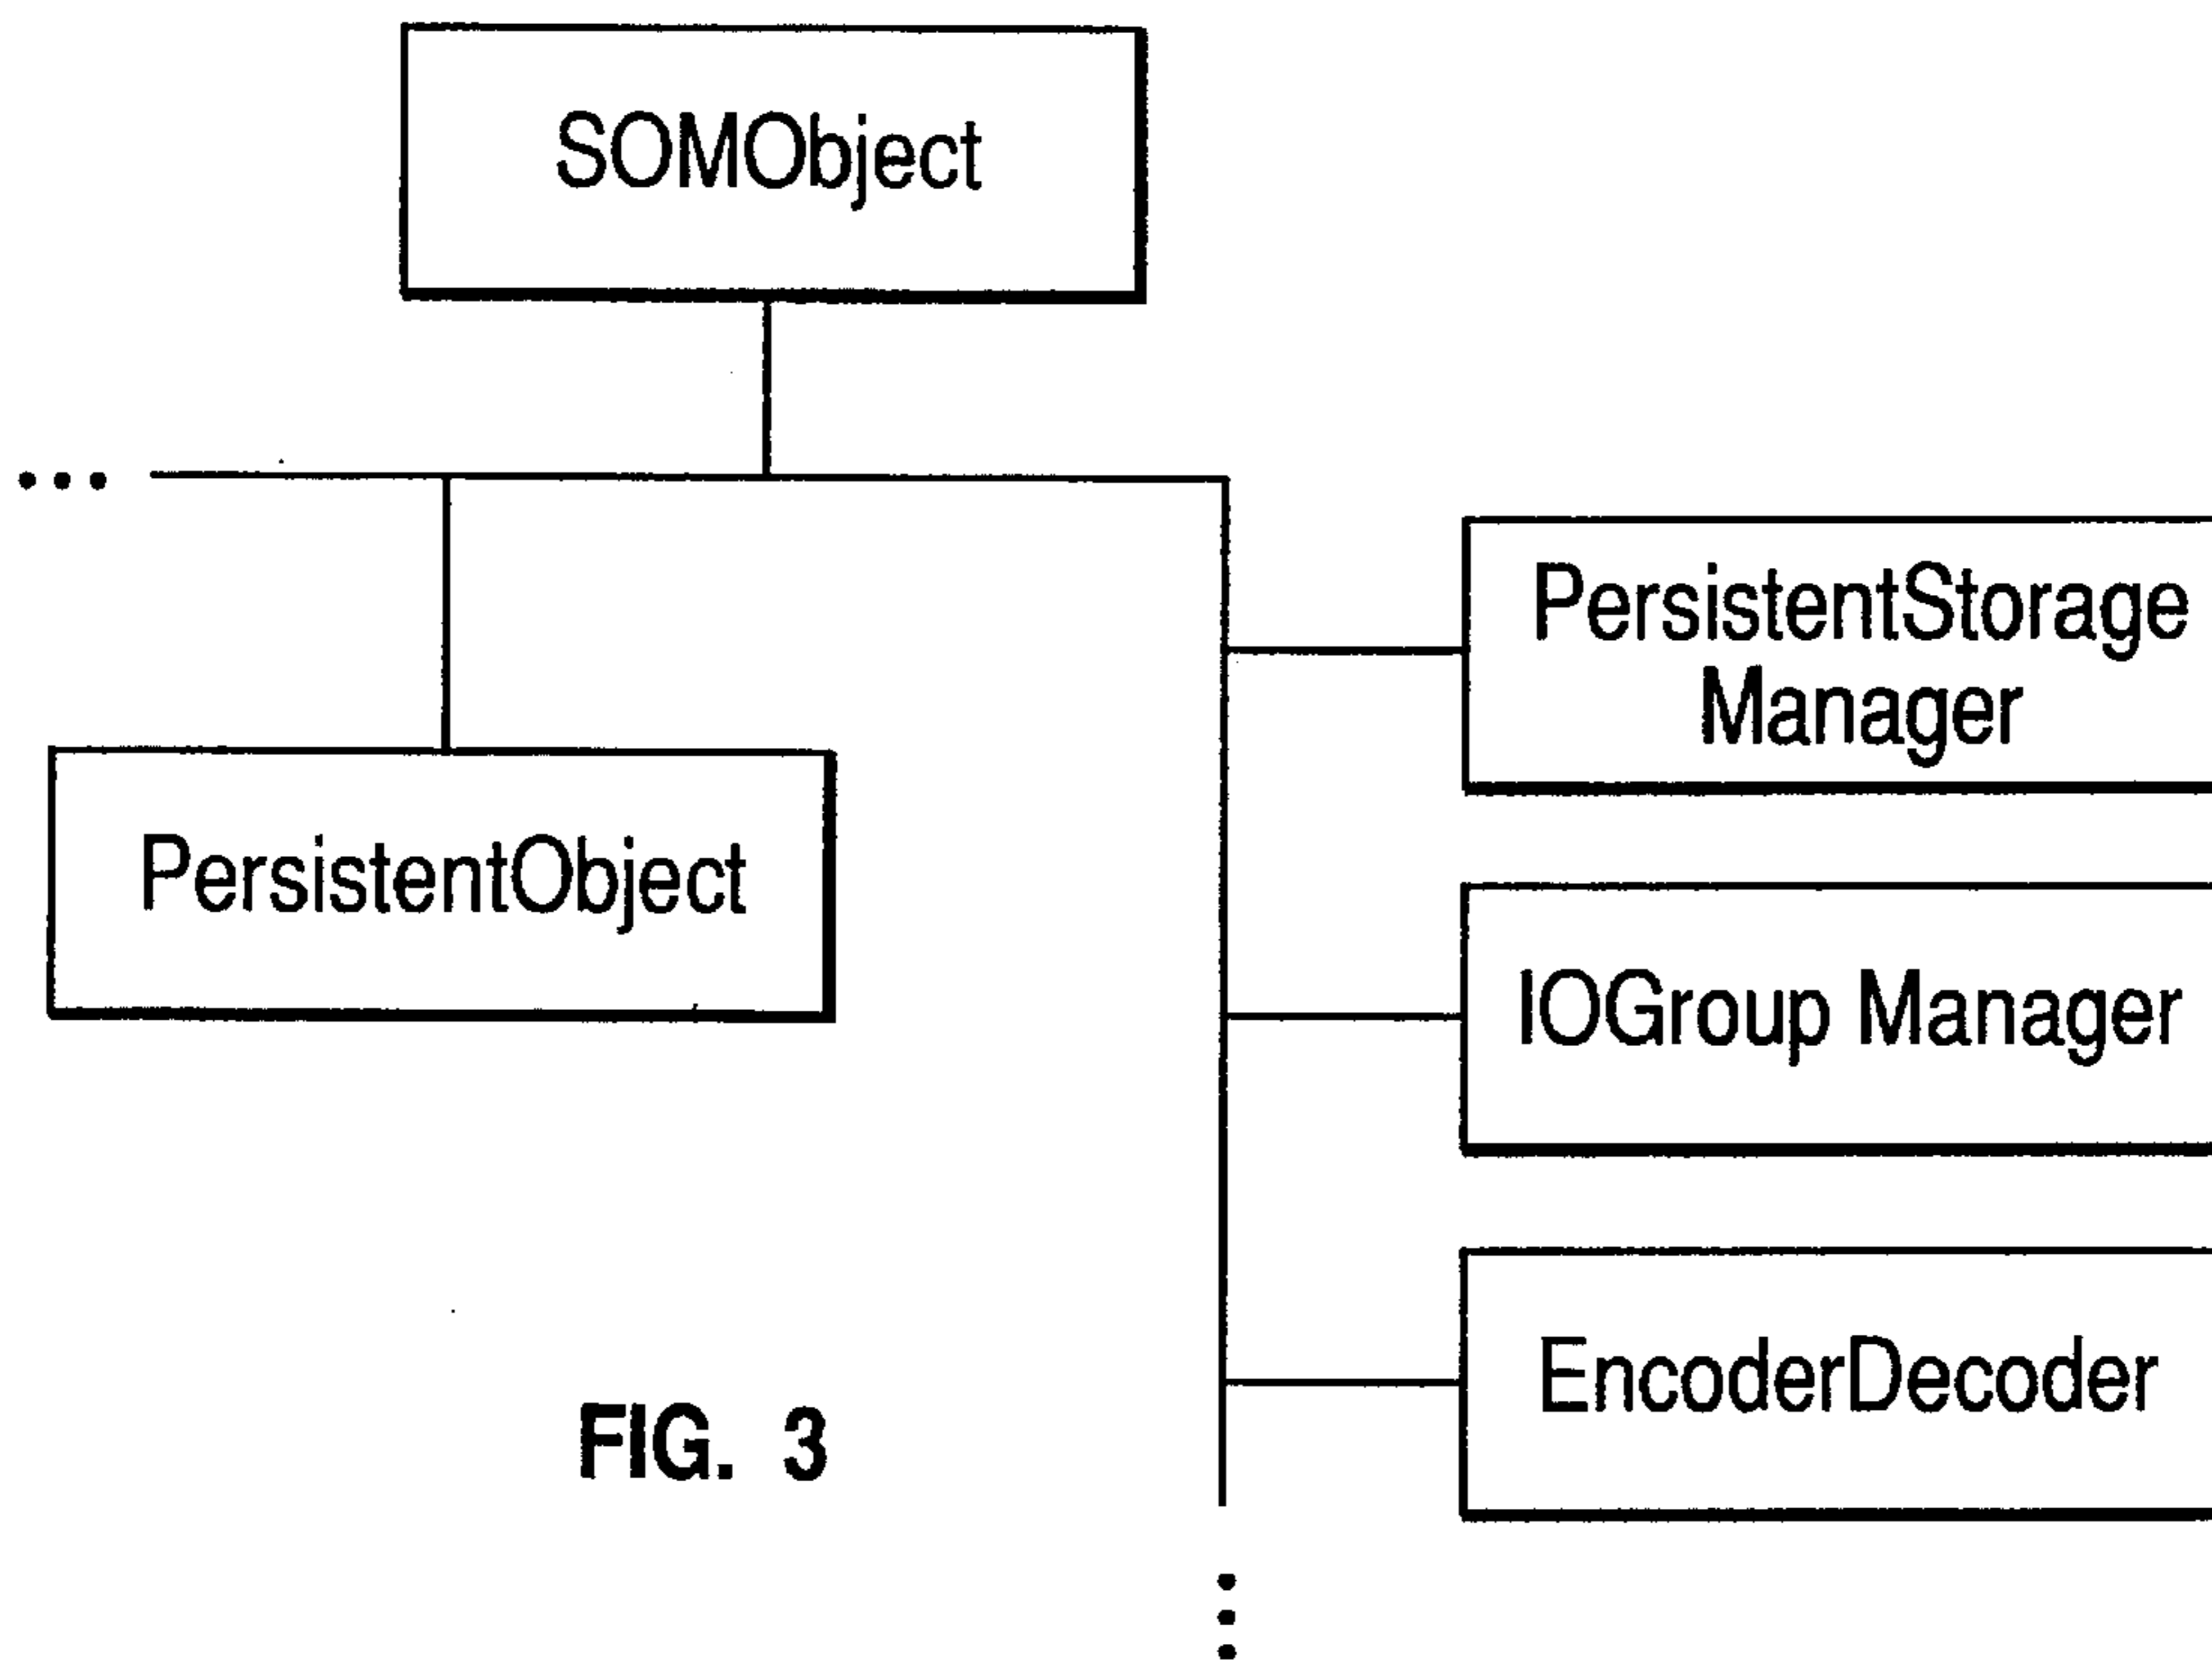 SOMObject
PersistentStorage
Manager
PersistentObject
IOGroup Manager
EncoderDecoder
FIG. 3